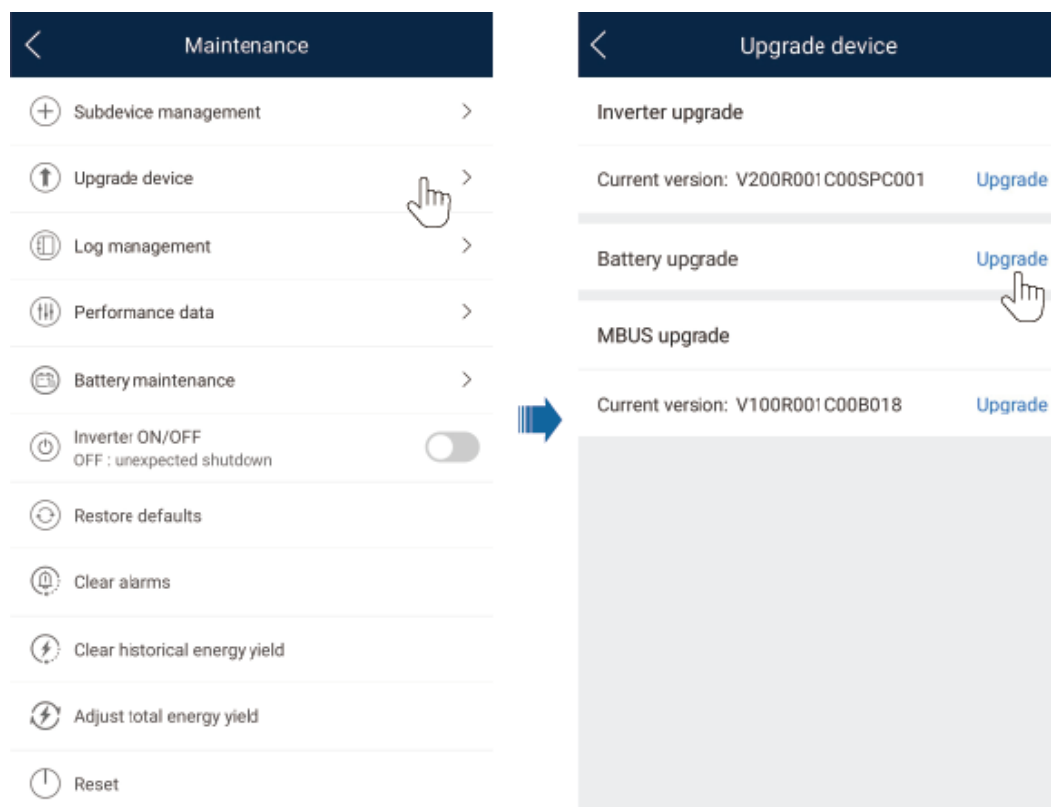 Maintenance
Subdevice management
Upgrade device
Log management
Performance data
Battery maintenance
Inverter ON/OFF
OFF : unexpected shutdown
Restore defaults
Clear alarms
Clear historical energy yield
Adjust total energy yield
Reset
Upgrade device
Inverter upgrade
Current version: V200R001C00SPC001 Upgrade
Battery upgrade Upgrade
MBUS upgrade
Current version: V100R001C00B018 Upgrade